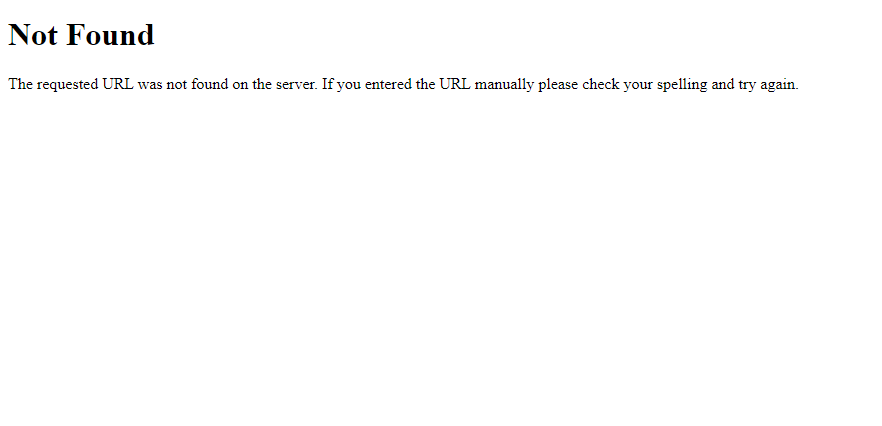 Not Found
The requested URL was not found on the server. If you entered the URL manually please check your spelling and try again.